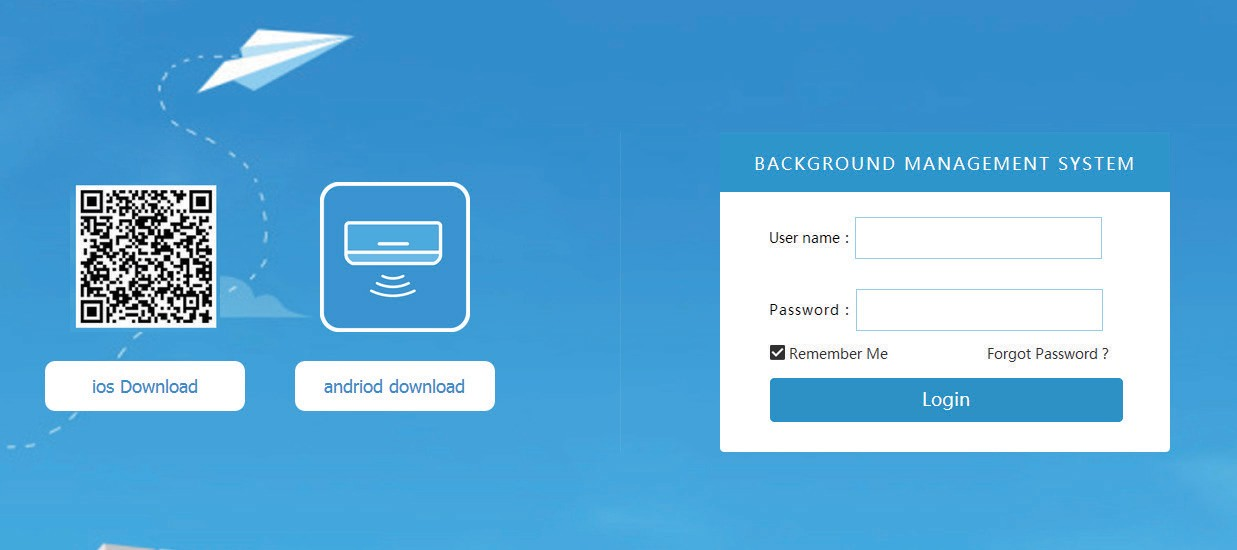 BACKGROUND MANAGEMENT SYSTEM
User name :
Password :
Remember Me Forgot Password ?
Login
ios Download andriod download